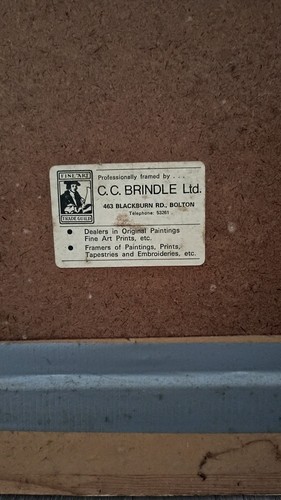 FINE ART
TRADE GUILD
Professionally framed by . . .
C. C. BRINDLE Ltd.
463 BLACKBURN RD., BOLTON
Telephone: 53391
Dealers in Original Paintings
Fine Art Prints, etc.
Framers of Paintings, Prints,
Tapestries and Embroideries, etc.